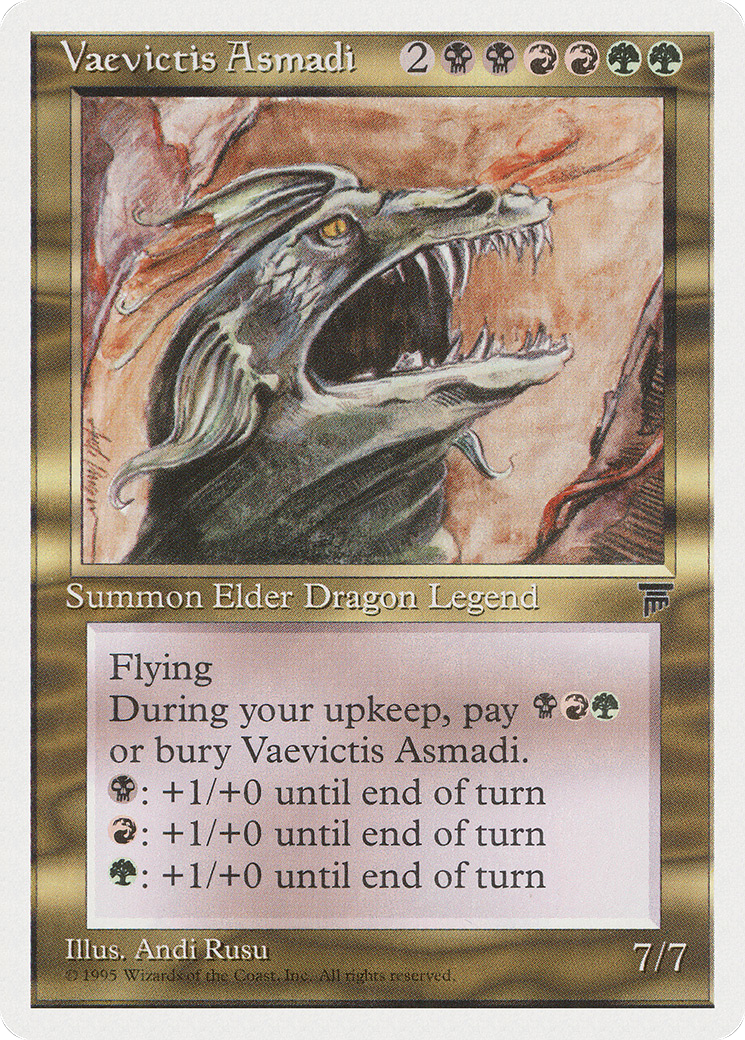 Vaevictis Asmadi 2
Summon Elder Dragon Legend
Flying
During your upkeep, pay
or bury Vaevictis Asmadi.
: +1/+0 until end of turn
: +1/+0 until end of turn
: +1/+0 until end of turn
Illus. Andi Rusu
7/7
© 1995 Wizards of the Coast, Inc. All rights reserved.